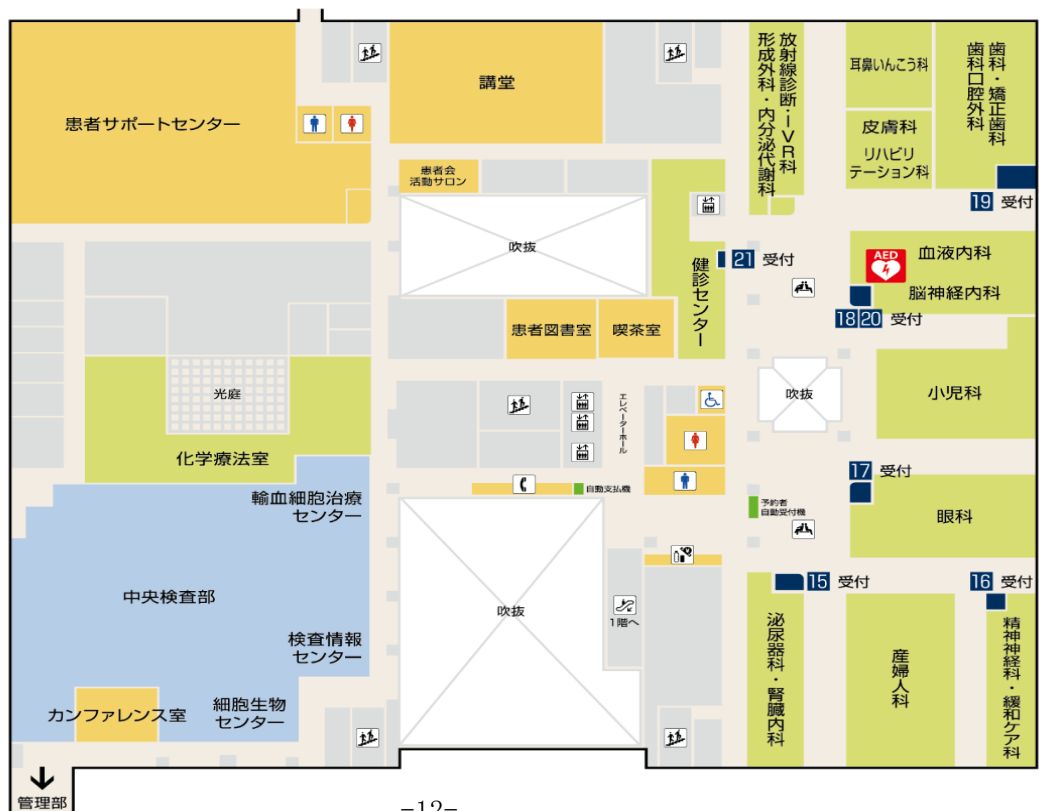 患者サポートセンター
講堂
患者会
活動サロン
放射線診断・IVR科
形成外科・内分泌代謝科
耳鼻いんこう科
皮膚科
リハビリ
テーション科
歯科・矯正歯科
歯科口腔外科
19 受付
吹抜
健診センター
21 受付
AED
血液内科
脳神経内科
18 20 受付
患者図書室
喫茶室
光庭
化学療法室
エレベーターホール
吹抜
小児科
輸血細胞治療
センター
自動支払機
予約者
自動受付機
17 受付
眼科
中央検査部
吹抜
1階へ
15 受付
16 受付
検査情報
センター
泌尿器科・腎臓内科
産婦人科
精神神経科・緩和ケア科
カンファレンス室
細胞生物
センター
管理部
-12-